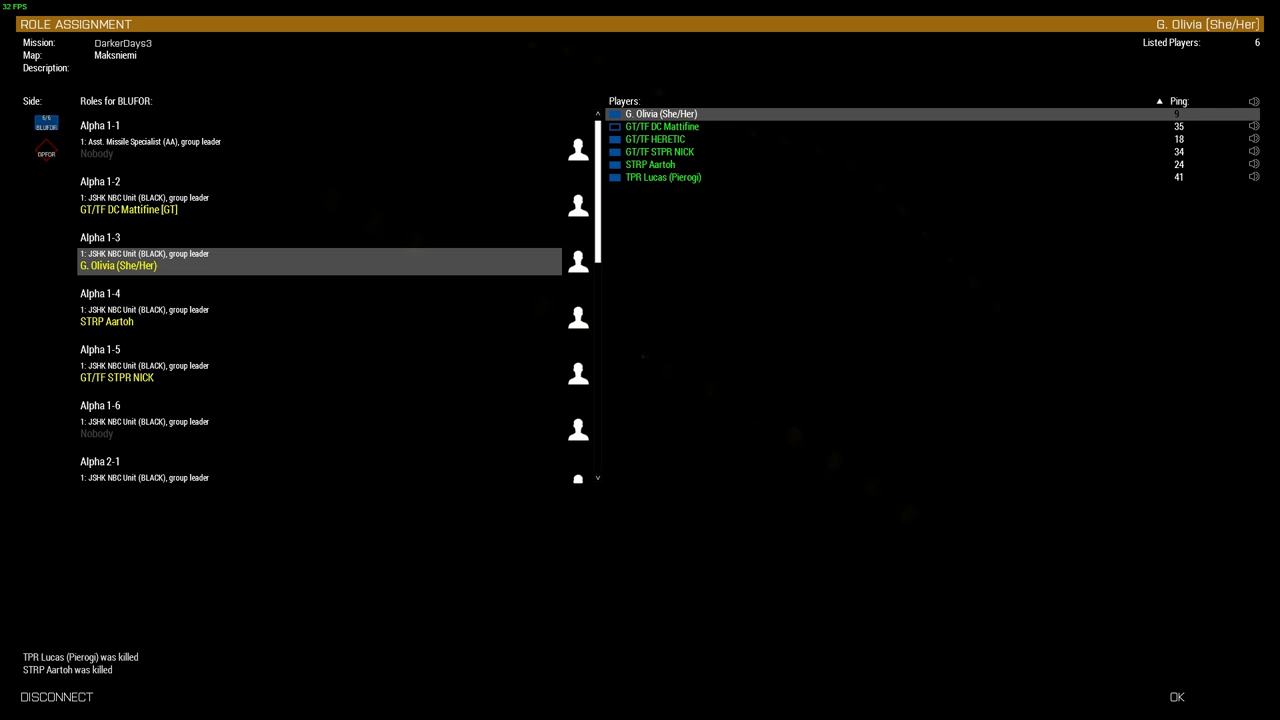 32 FPS
ROLE ASSIGNMENT
G. Olivia (She/Her)
Mission: DarkerDays3
Listed Players: 6
Map: Maksniemi
Description:
Side:
Roles for BLUFOR:
Players:
Ping:
6/6
BLUFOR
OPFOR
Alpha 1-1
1: Asst. Missile Specialist (AA), group leader
Nobody
Alpha 1-2
1: JSHK NBC Unit (BLACK), group leader
GT/TF DC Mattifine [GT]
Alpha 1-3
1: JSHK NBC Unit (BLACK), group leader
G. Olivia (She/Her)
Alpha 1-4
1: JSHK NBC Unit (BLACK), group leader
STRP Aartoh
Alpha 1-5
1: JSHK NBC Unit (BLACK), group leader
GT/TF STPR NICK
Alpha 1-6
1: JSHK NBC Unit (BLACK), group leader
Nobody
Alpha 2-1
1: JSHK NBC Unit (BLACK), group leader
G. Olivia (She/Her) 9
GT/TF DC Mattifine 35
GT/TF HERETIC 18
GT/TF STPR NICK 34
STRP Aartoh 24
TPR Lucas (Pierogi) 41
TPR Lucas (Pierogi) was killed
STRP Aartoh was killed
DISCONNECT
OK